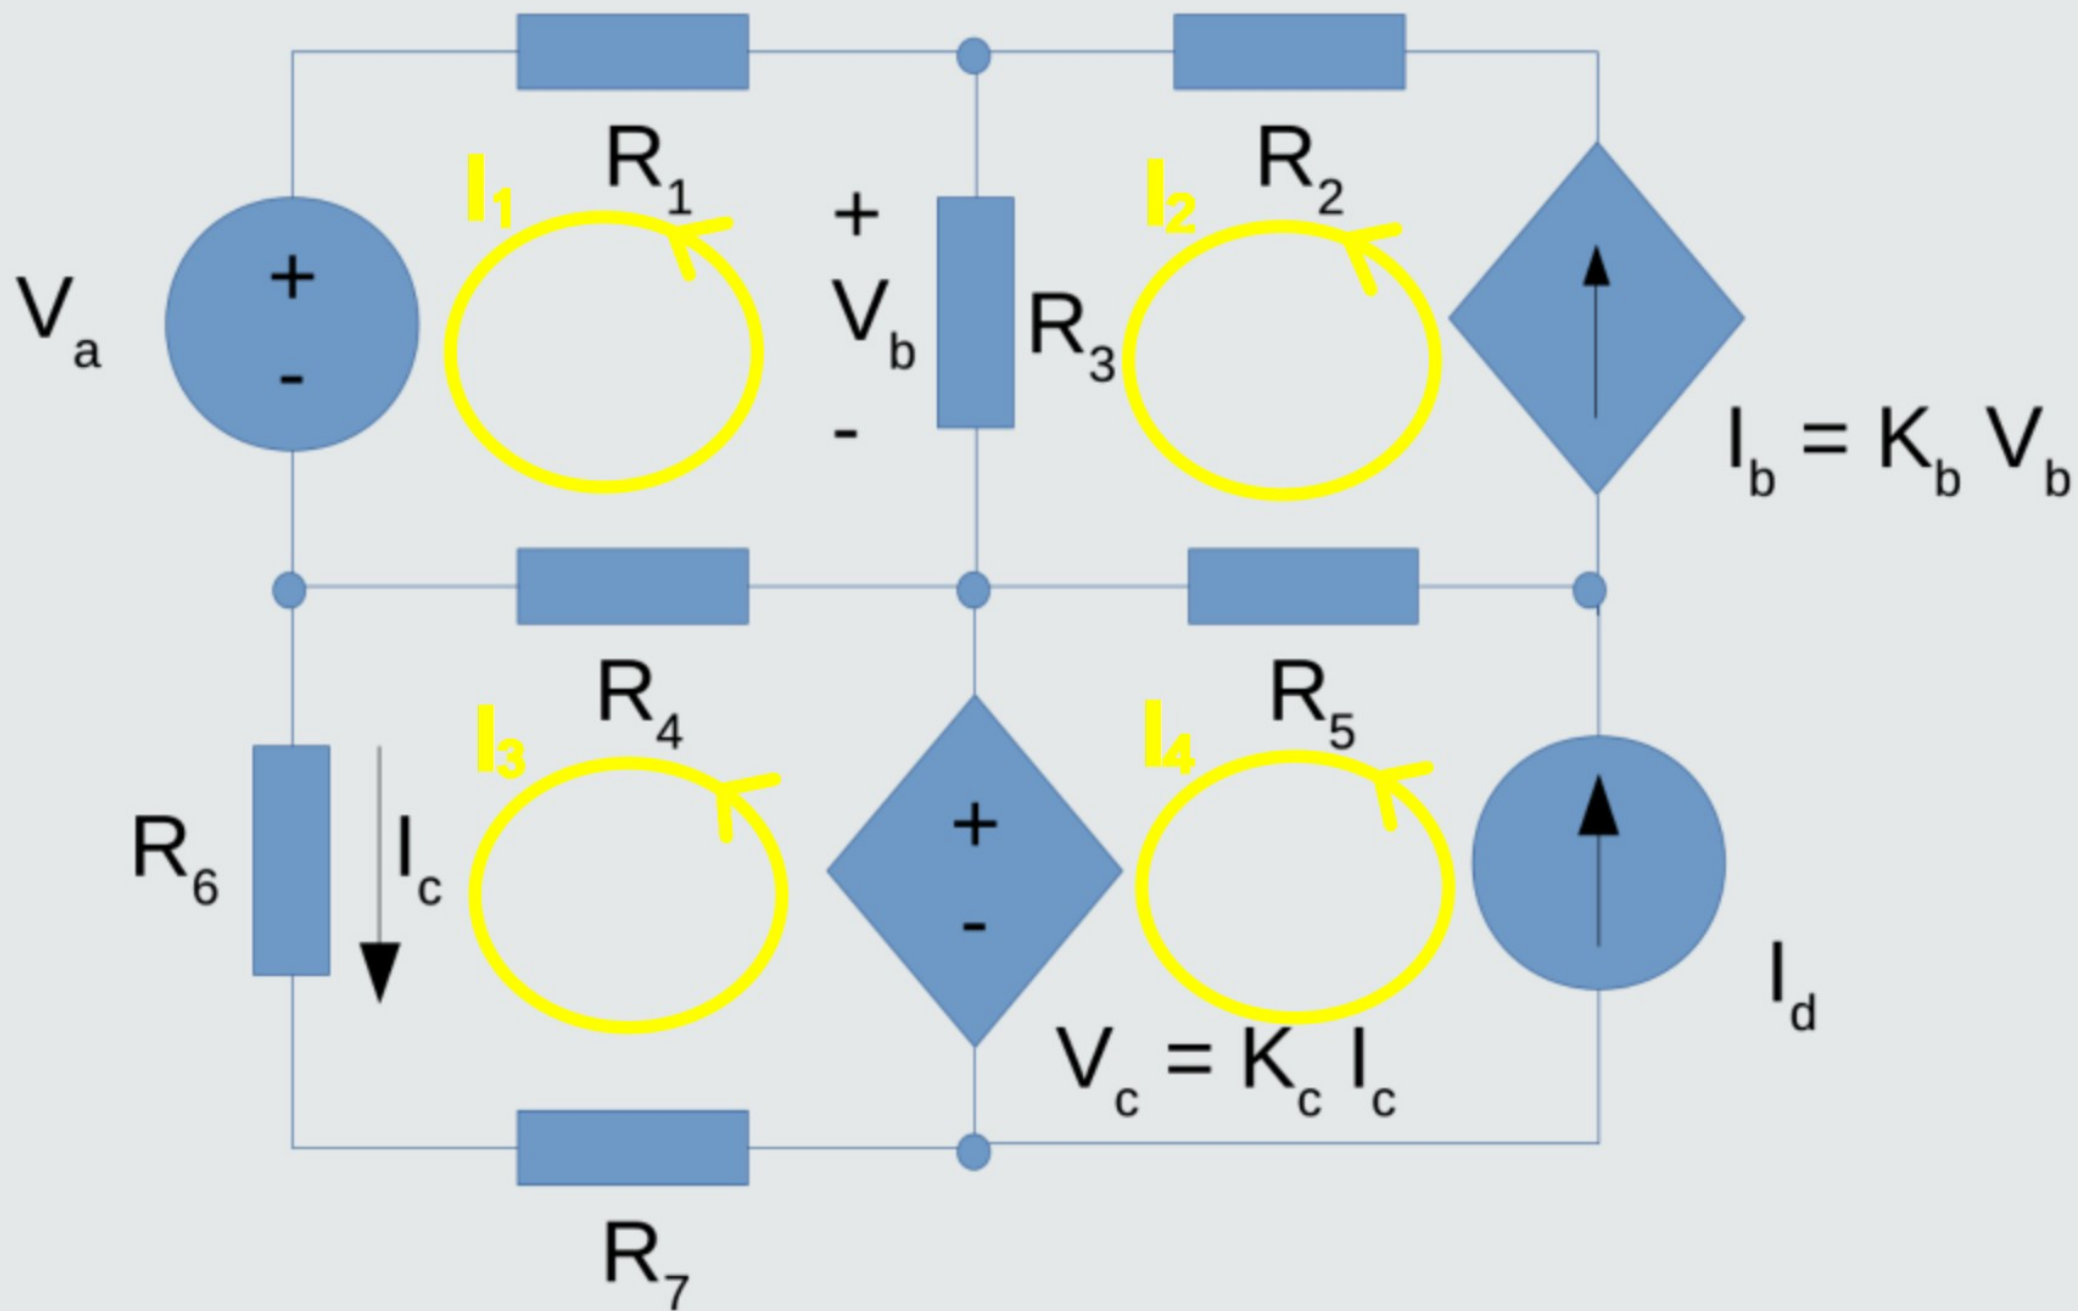 R1
R2
I1
I2
+
Va
+
-
Vb
R3
-
Ib = Kb Vb
R4
R5
I3
I4
R6
Ic
+
-
Id
Vc = Kc Ic
R7